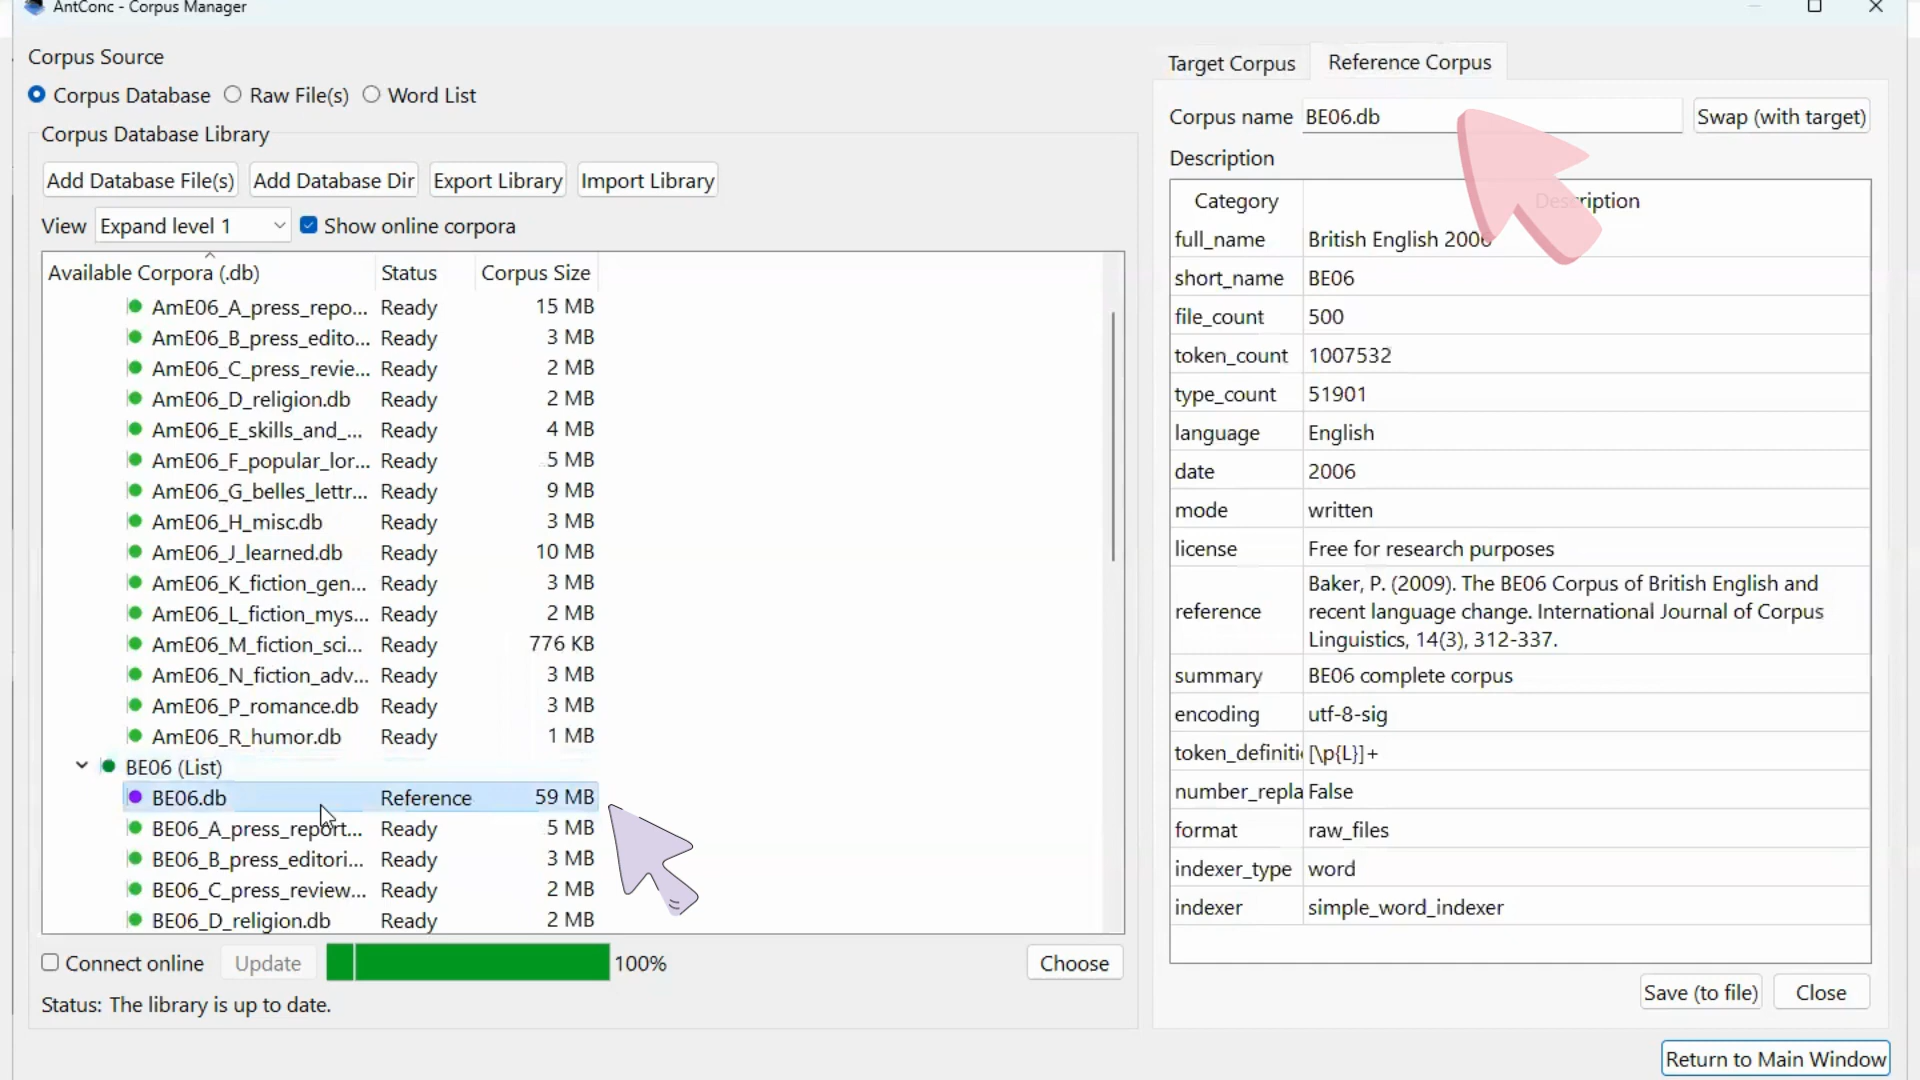 AntConc - Corpus Manager
Corpus Source
Corpus Database Raw File(s) Word List
Corpus Database Library
Add Database File(s) Add Database Dir Export Library Import Library
View Expand level 1 Show online corpora
Available Corpora (.db) Status Corpus Size
AmE06_A_press_repo... Ready 15 MB
AmE06_B_press_edito... Ready 3 MB
AmE06_C_press_revie... Ready 2 MB
AmE06_D_religion.db Ready 2 MB
AmE06_E_skills_and_... Ready 4 MB
AmE06_F_popular_lor... Ready 5 MB
AmE06_G_belles_lettr... Ready 9 MB
AmE06_H_misc.db Ready 3 MB
AmE06_J_learned.db Ready 10 MB
AmE06_K_fiction_gen... Ready 3 MB
AmE06_L_fiction_mys... Ready 2 MB
AmE06_M_fiction_sci... Ready 776 KB
AmE06_N_fiction_adv... Ready 3 MB
AmE06_P_romance.db Ready 3 MB
AmE06_R_humor.db Ready 1 MB
BE06 (List)
BE06.db Reference 59 MB
BE06_A_press_report... Ready 5 MB
BE06_B_press_editori... Ready 3 MB
BE06_C_press_review... Ready 2 MB
BE06_D_religion.db Ready 2 MB
Connect online Update 100% Choose
Status: The library is up to date.
Target Corpus Reference Corpus
Corpus name BE06.db Swap (with target)
Description
Category Description
full_name British English 2006
short_name BE06
file_count 500
token_count 1007532
type_count 51901
language English
date 2006
mode written
license Free for research purposes
reference Baker, P. (2009). The BE06 Corpus of British English and
recent language change. International Journal of Corpus
Linguistics, 14(3), 312-337.
summary BE06 complete corpus
encoding utf-8-sig
token_definiti [\p{L}]+
number_repla False
format raw_files
indexer_type word
indexer simple_word_indexer
Save (to file) Close
Return to Main Window